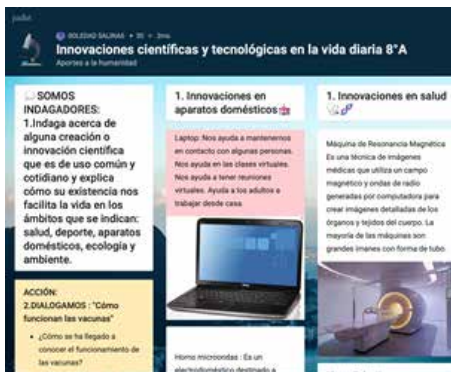 padlet
SOLEDAD SALINAS • 35 • 2ms
Innovaciones científicas y tecnológicas en la vida diaria 8°A
Aportes a la humanidad
SOMOS
INDAGADORES:
1.Indaga acerca de
alguna creación o
innovación científica
que es de uso común y
cotidiano y explica
cómo su existencia nos
facilita la vida en los
ámbitos que se indican:
salud, deporte, aparatos
domésticos, ecología y
ambiente.
ACCIÓN:
2.DIALOGAMOS : "Cómo
funcionan las vacunas"
• ¿Cómo se ha llegado a
conocer el funcionamiento de
las vacunas?
1. Innovaciones en
aparatos domésticos
Laptop: Nos ayuda a mantenernos
en contacto con algunas personas.
Nos ayuda en las clases virtuales.
Nos ayuda a tener reuniones
virtuales. Ayuda a los adultos a
trabajar desde casa.
Horno microondas : Es un
electrodoméstico destinado a
1. Innovaciones en salud
Máquina de Resonancia Magnética
Es una técnica de imágenes
médicas que utiliza un campo
magnético y ondas de radio
generadas por computadora para
crear imágenes detalladas de los
órganos y tejidos del cuerpo. La
mayoría de las máquinas son
grandes imanes con forma de tubo.